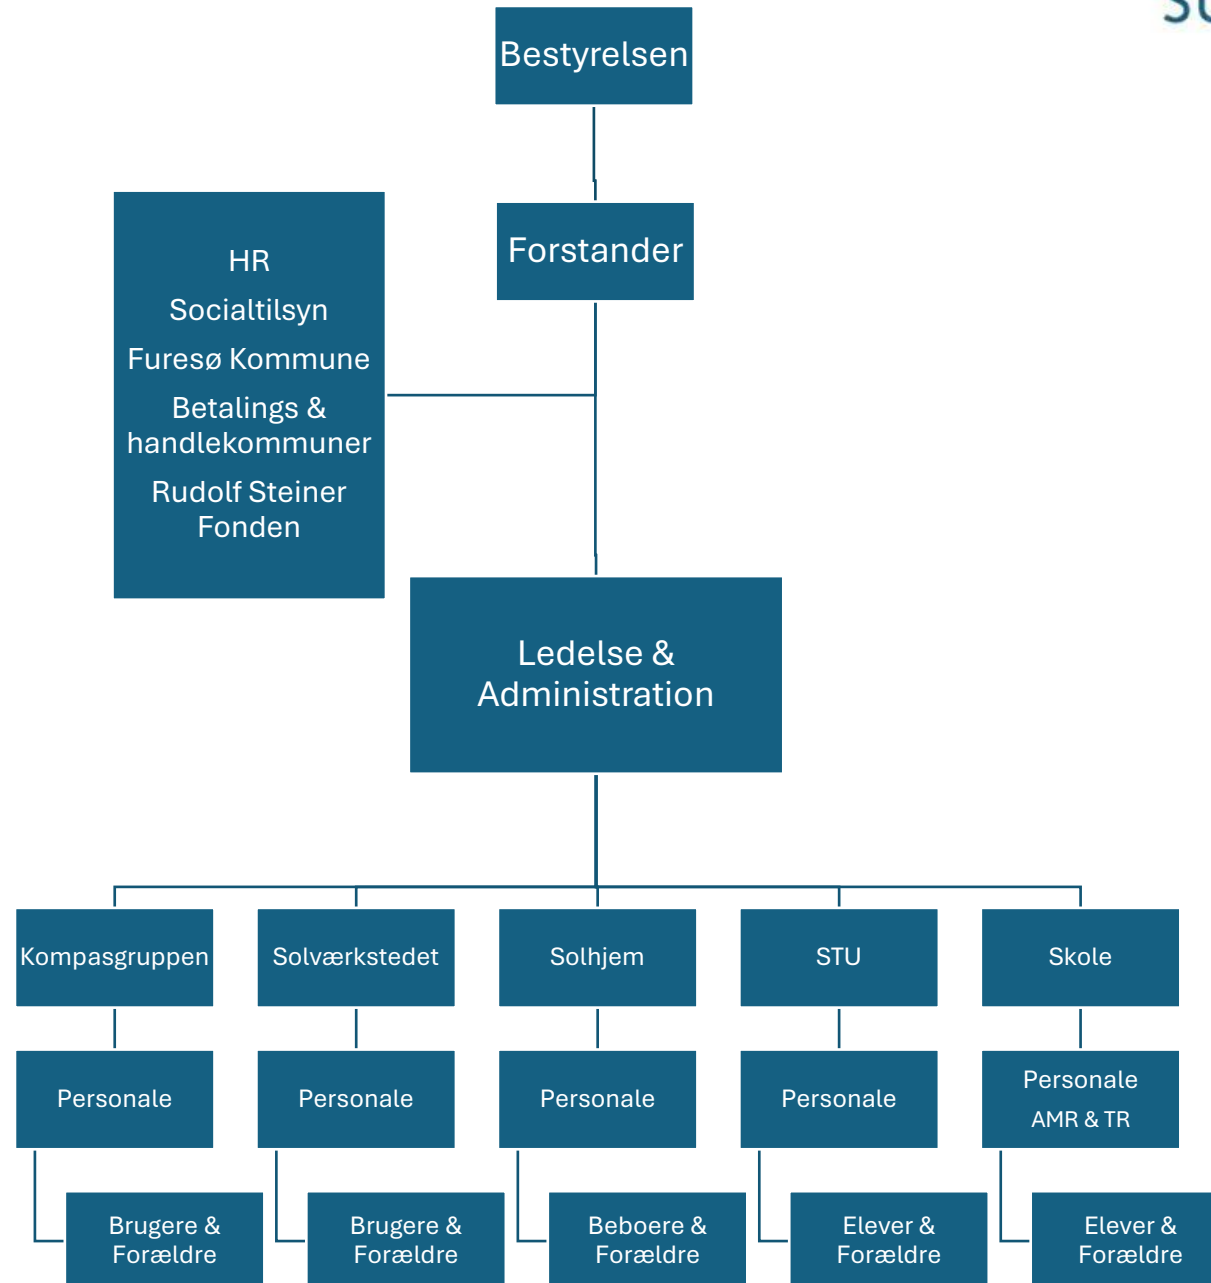 Bestyrelsen
Forstander
HR
Socialtilsyn
Furesø Kommune
Betalings &
handlekommuner
Rudolf Steiner
Fonden
Ledelse &
Administration
Kompasgruppen
Solværkstedet
Solhjem
STU
Skole
Personale
Personale
Personale
Personale
Personale
AMR & TR
Brugere &
Forældre
Brugere &
Forældre
Beboere &
Forældre
Elever &
Forældre
Elever &
Forældre